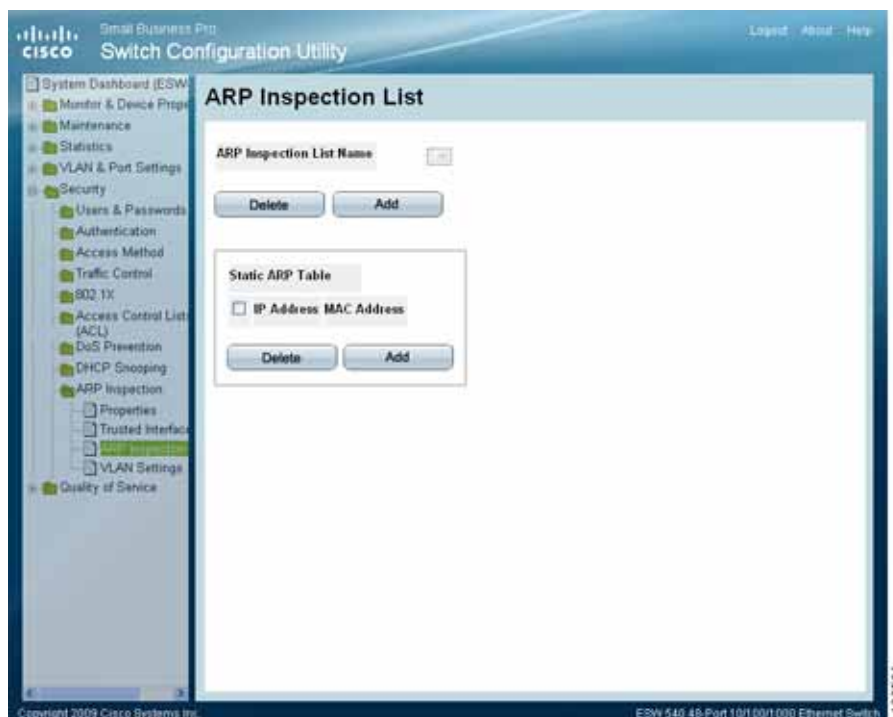 Small Business Pro
CISCO Switch Configuration Utility
Logout About Help
System Dashboard (ESW-
Monitor & Device Prope
Maintenance
Statistics
VLAN & Port Settings
Security
Users & Passwords
Authentication
Access Method
Traffic Control
802.1X
Access Control Lists
(ACL)
DoS Prevention
DHCP Snooping
ARP Inspection
Properties
Trusted Interface
ARP Inspection
VLAN Settings
Quality of Service
ARP Inspection List
ARP Inspection List Name
Delete Add
Static ARP Table
IP Address MAC Address
Delete Add
Copyright 2009 Cisco Systems Inc.
ESW 540 48-Port 10/100/1000 Ethernet Switch